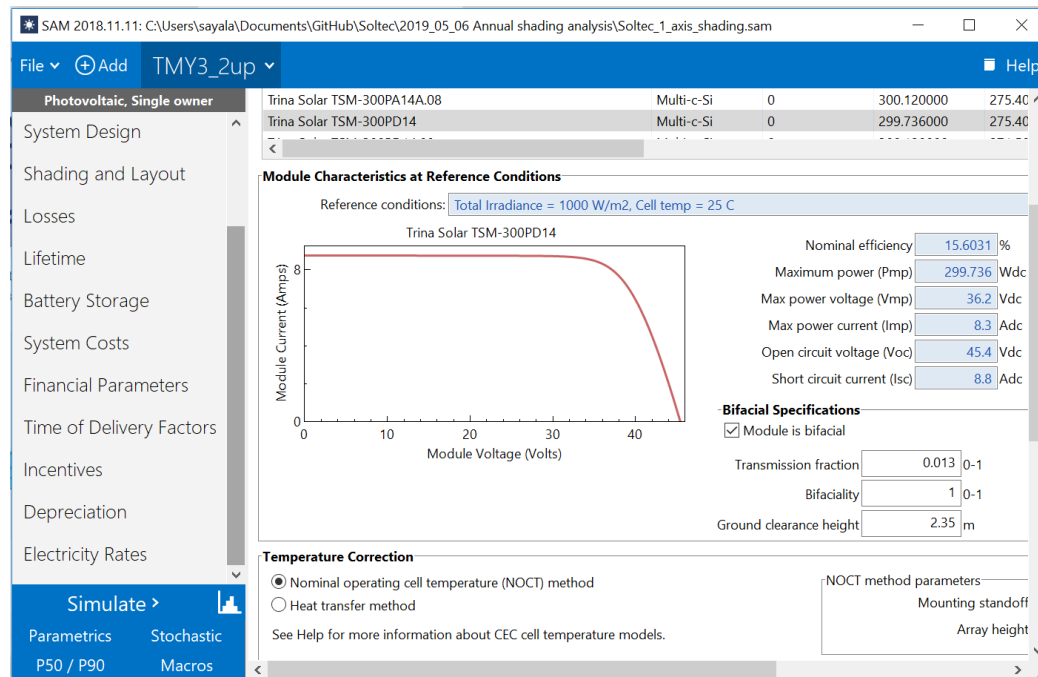 SAM 2018.11.11: C:\Users\sayala\Documents\GitHub\Soltec\2019_05_06 Annual shading analysis\Soltec_1_axis_shading.sam
File Add TMY3_2up Help
Photovoltaic, Single owner
System Design
Shading and Layout
Losses
Lifetime
Battery Storage
System Costs
Financial Parameters
Time of Delivery Factors
Incentives
Depreciation
Electricity Rates
Simulate >
Parametrics Stochastic
P50 / P90 Macros
Trina Solar TSM-300PA14A.08 Multi-c-Si 0 300.120000 275.40
Trina Solar TSM-300PD14 Multi-c-Si 0 299.736000 275.40
Module Characteristics at Reference Conditions
Reference conditions: Total Irradiance = 1000 W/m2, Cell temp = 25 C
Trina Solar TSM-300PD14
Module Current (Amps)
8
0
0 10 20 30 40
Module Voltage (Volts)
Nominal efficiency 15.6031 %
Maximum power (Pmp) 299.736 Wdc
Max power voltage (Vmp) 36.2 Vdc
Max power current (Imp) 8.3 Adc
Open circuit voltage (Voc) 45.4 Vdc
Short circuit current (Isc) 8.8 Adc
Bifacial Specifications
Module is bifacial
Transmission fraction 0.013 0-1
Bifaciality 1 0-1
Ground clearance height 2.35 m
Temperature Correction
Nominal operating cell temperature (NOCT) method
Heat transfer method
See Help for more information about CEC cell temperature models.
NOCT method parameters
Mounting standoff
Array height